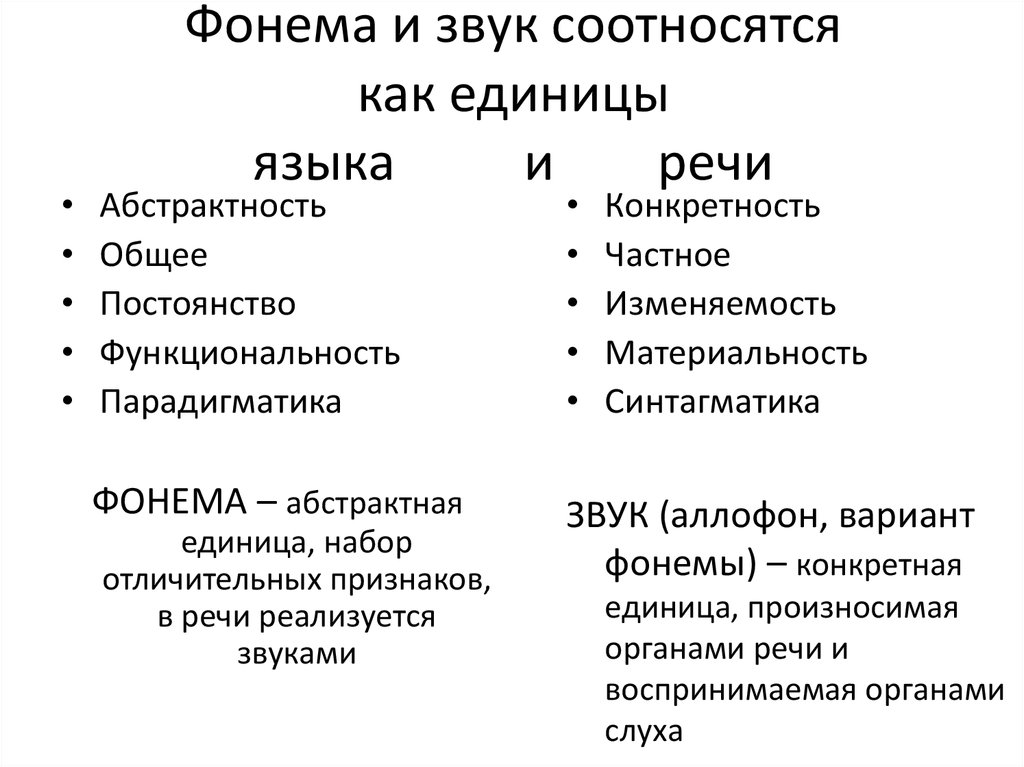 Фонема и звук соотносятся
как единицы
языка и речи
• Абстрактность
• Общее
• Постоянство
• Функциональность
• Парадигматика
ФОНЕМА – абстрактная
единица, набор
отличительных признаков,
в речи реализуется
звуками
• Конкретность
• Частное
• Изменяемость
• Материальность
• Синтагматика
ЗВУК (аллофон, вариант
фонемы) – конкретная
единица, произносимая
органами речи и
воспринимаемая органами
слуха